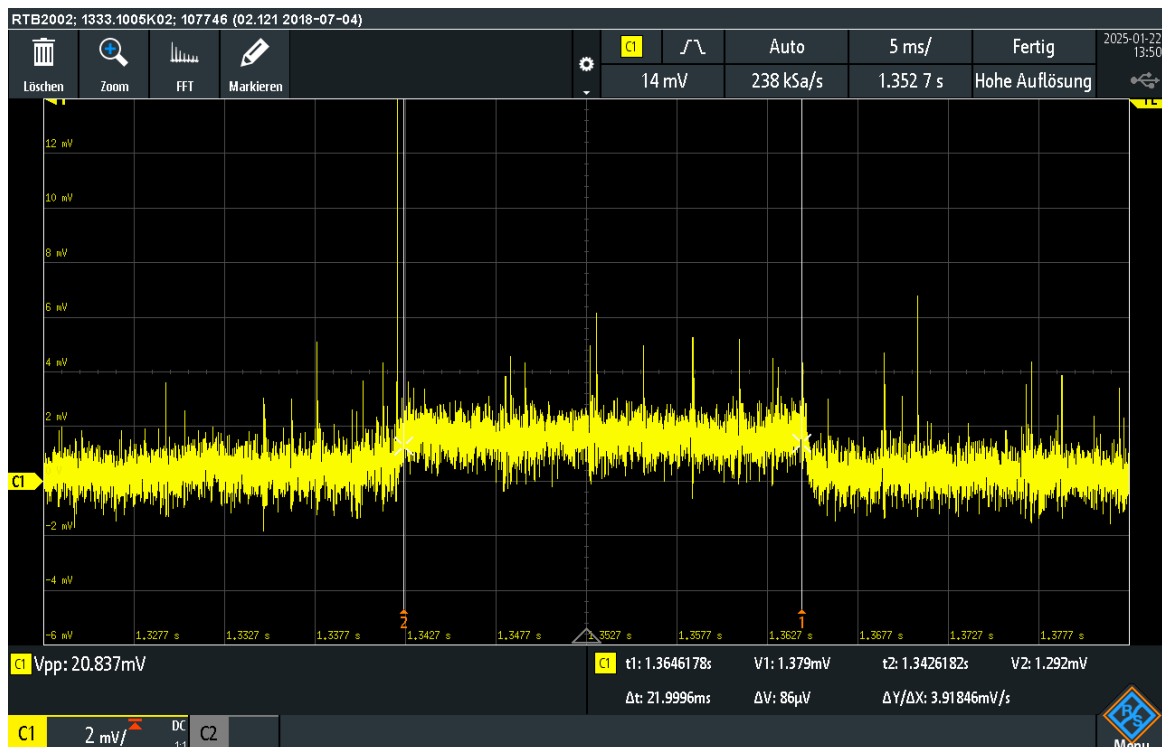 RTB2002; 1333.1005K02; 107746 (02.121 2018-07-04)
Löschen Zoom FFT Markieren
C1 Auto 5 ms/ Fertig 2025-01-22
13:50
14 mV 238 kSa/s 1.352 7 s Hohe Auflösung
12 mV
10 mV
8 mV
6 mV
4 mV
2 mV
C1
-2 mV
-4 mV
2 1
-6 mV 1.3277 s 1.3327 s 1.3377 s 1.3427 s 1.3477 s 1.3527 s 1.3577 s 1.3627 s 1.3677 s 1.3727 s 1.3777 s
C1 Vpp: 20.837mV
C1 t1: 1.3646178s V1: 1.379mV t2: 1.3426182s V2: 1.292mV
Δt: 21.9996ms ΔV: 86µV ΔY/ΔX: 3.91846mV/s
C1 2 mV/ DC
1:1
C2
R S
Menu